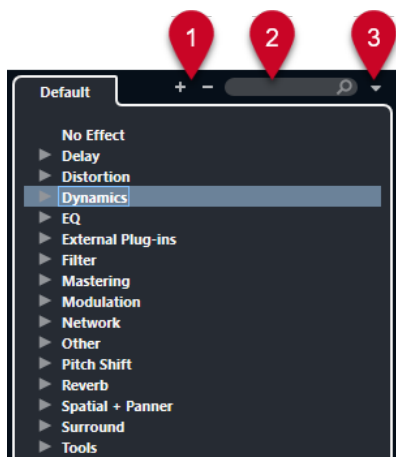 1 2 3
Default + −
No Effect
Delay
Distortion
Dynamics
EQ
External Plug-ins
Filter
Mastering
Modulation
Network
Other
Pitch Shift
Reverb
Spatial + Panner
Surround
Tools